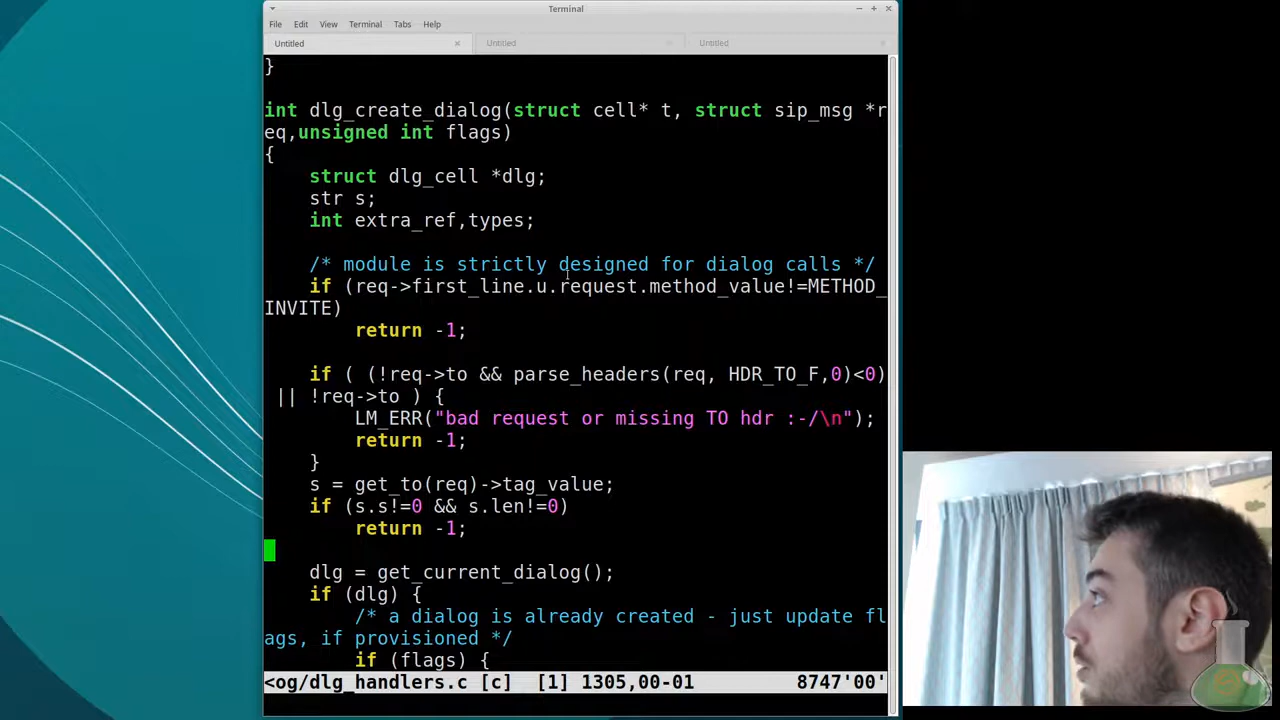 Terminal
File Edit View Terminal Tabs Help
Untitled Untitled Untitled
}
int dlg_create_dialog(struct cell* t, struct sip_msg *r
eq,unsigned int flags)
{
struct dlg_cell *dlg;
str s;
int extra_ref,types;
/* module is strictly designed for dialog calls */
if (req->first_line.u.request.method_value!=METHOD_
INVITE)
return -1;
if ( (!req->to && parse_headers(req, HDR_TO_F,0)<0)
|| !req->to ) {
LM_ERR("bad request or missing TO hdr :-/\n");
return -1;
}
s = get_to(req)->tag_value;
if (s.s!=0 && s.len!=0)
return -1;
dlg = get_current_dialog();
if (dlg) {
/* a dialog is already created - just update fl
ags, if provisioned */
if (flags) {
<og/dlg_handlers.c [c] [1] 1305,00-01 8747'00'